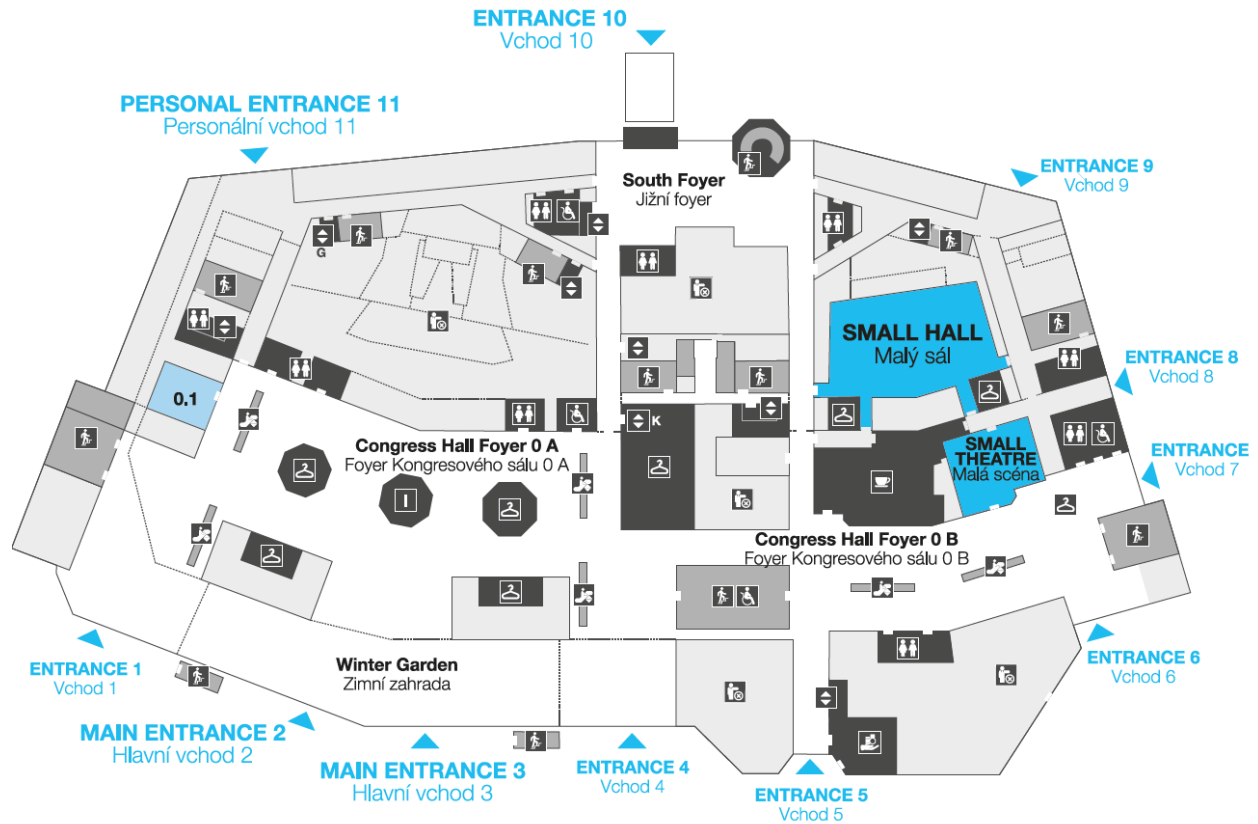 ENTRANCE 10
Vchod 10
PERSONAL ENTRANCE 11
Personální vchod 11
ENTRANCE 9
Vchod 9
South Foyer
Jižní foyer
G
SMALL HALL
Malý sál
ENTRANCE 8
Vchod 8
0.1
K
Congress Hall Foyer 0 A
Foyer Kongresového sálu 0 A
SMALL
THEATRE
Malá scéna
ENTRANCE
Vchod 7
I
Congress Hall Foyer 0 B
Foyer Kongresového sálu 0 B
ENTRANCE 1
Vchod 1
Winter Garden
Zimní zahrada
ENTRANCE 6
Vchod 6
MAIN ENTRANCE 2
Hlavní vchod 2
MAIN ENTRANCE 3
Hlavní vchod 3
ENTRANCE 4
Vchod 4
ENTRANCE 5
Vchod 5